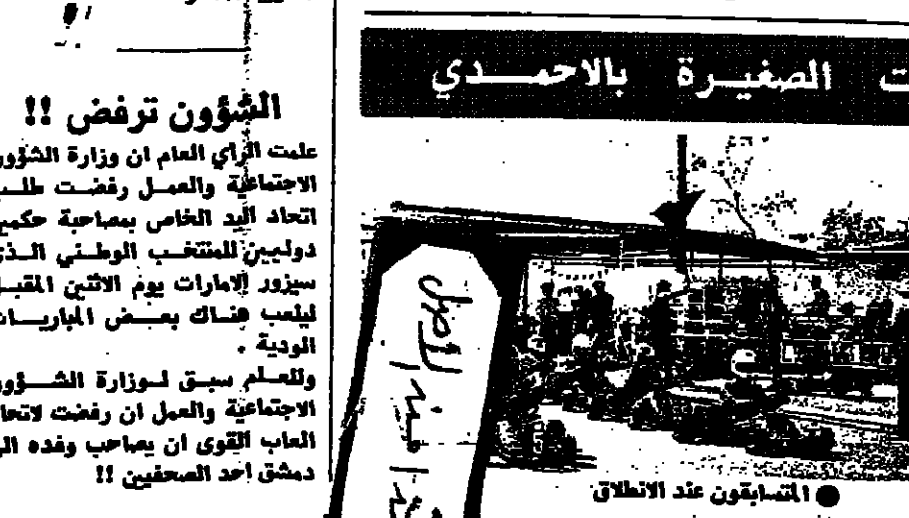 ت الصغيرة بالاحمدي
الشؤون ترفض !!
علمت الرأي العام ان وزارة الشؤون
الاجتماعية والعمل رفضت طلب
اتحاد اليد الخاص بمصاحبة حكمين
دوليين للمنتخب الوطني الذي
سيزور الامارات يوم الاثنين المقبل
ليلعب هناك بعض المباريات
الودية .
وللعلم سبق لوزارة الشؤون
الاجتماعية والعمل ان رفضت لاتحاد
العاب القوى ان يصاحب وفده الى
دمشق احد الصحفيين !!
المتسابقون عند الانطلاق